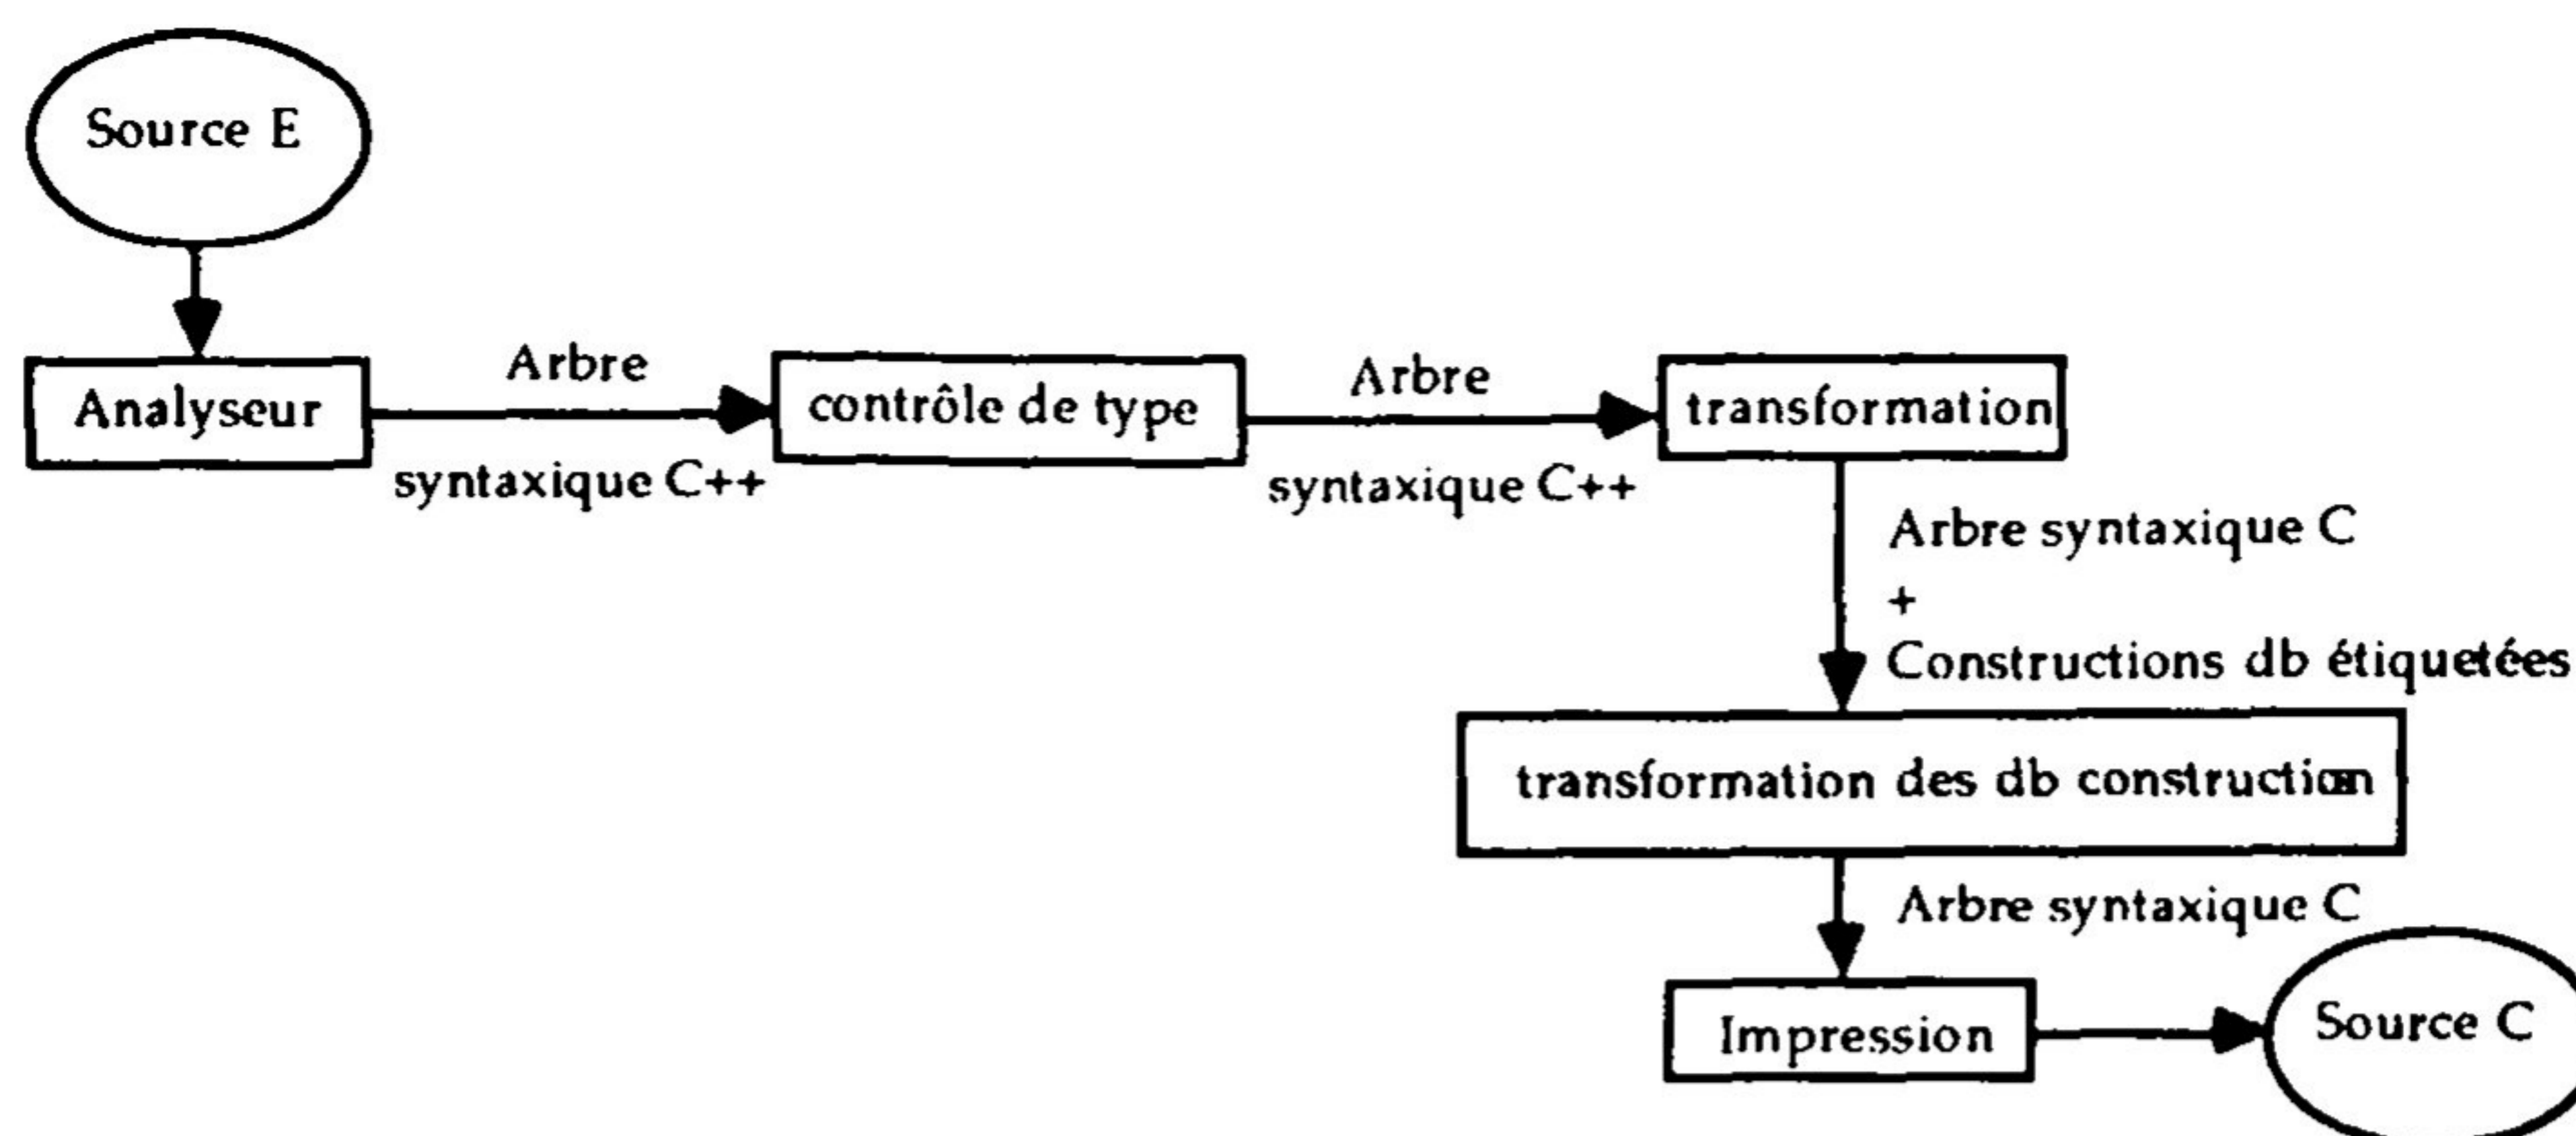 Source E
Analyseur
Arbre
syntaxique C++
contrôle de type
Arbre
syntaxique C++
transformation
Arbre syntaxique C
+
Constructions db étiquetées
transformation des db construction
Arbre syntaxique C
Impression
Source C